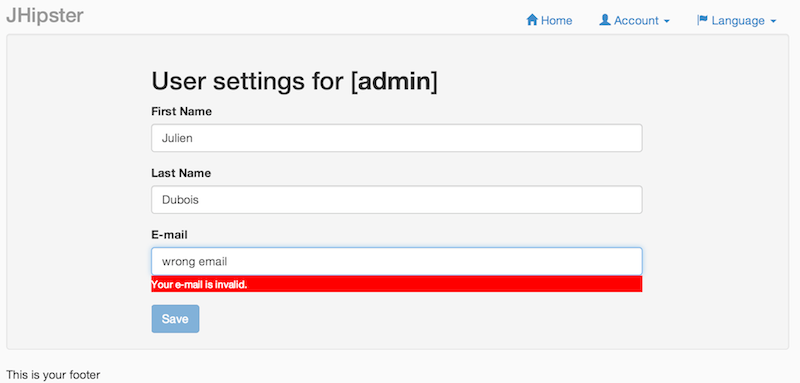 JHipster
Home Account Language
User settings for [admin]
First Name
Julien
Last Name
Dubois
E-mail
wrong email
Your e-mail is invalid.
Save
This is your footer